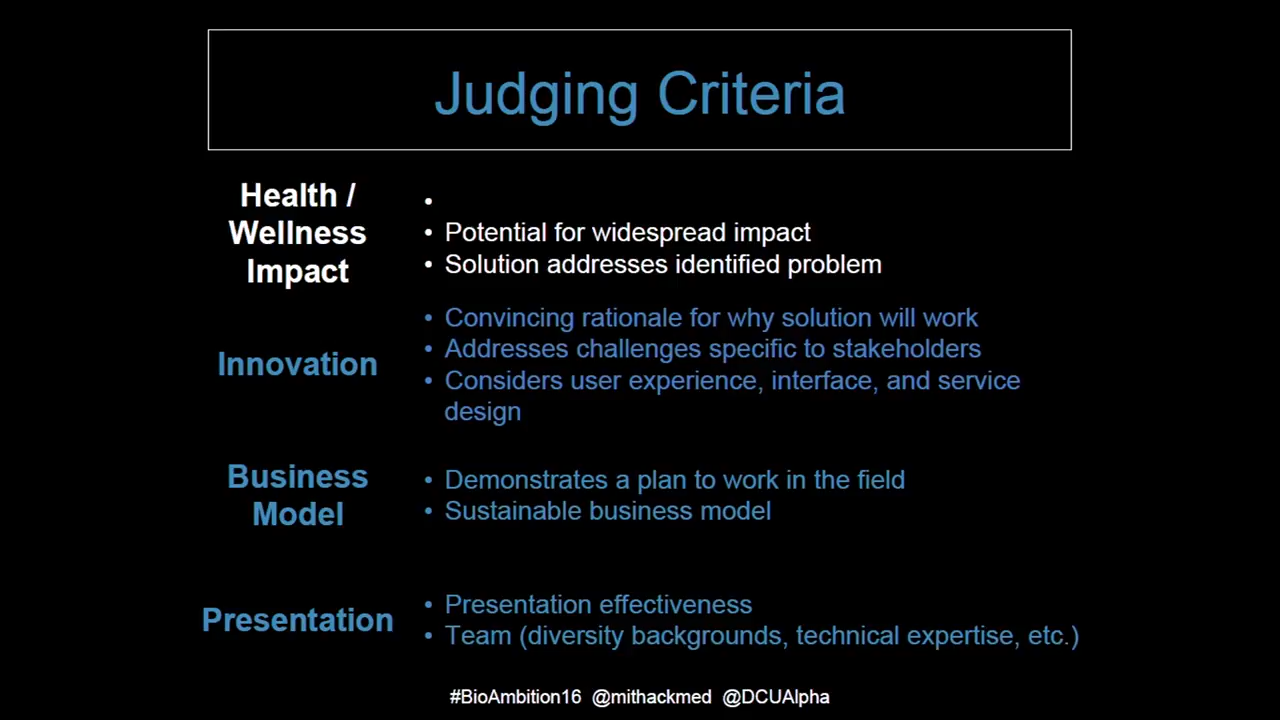 Judging Criteria
Health /
Wellness
Impact
•
• Potential for widespread impact
• Solution addresses identified problem
Innovation
• Convincing rationale for why solution will work
• Addresses challenges specific to stakeholders
• Considers user experience, interface, and service
design
Business
Model
• Demonstrates a plan to work in the field
• Sustainable business model
Presentation
• Presentation effectiveness
• Team (diversity backgrounds, technical expertise, etc.)
#BioAmbition16 @mithackmed @DCUAlpha